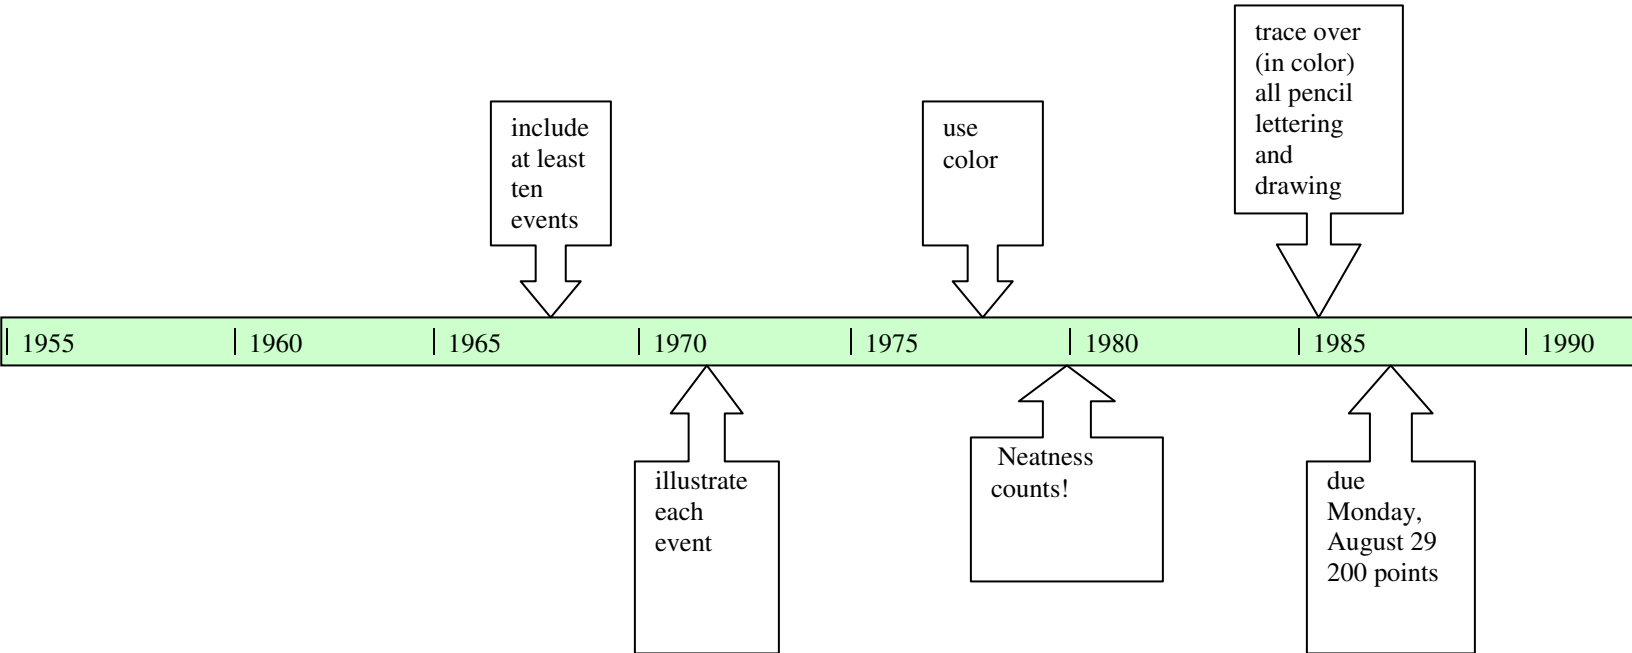 trace over
(in color)
all pencil
lettering
and
drawing
include
at least
ten
events
use
color
1955 1960 1965 1970 1975 1980 1985 1990
illustrate
each
event
Neatness
counts!
due
Monday,
August 29
200 points